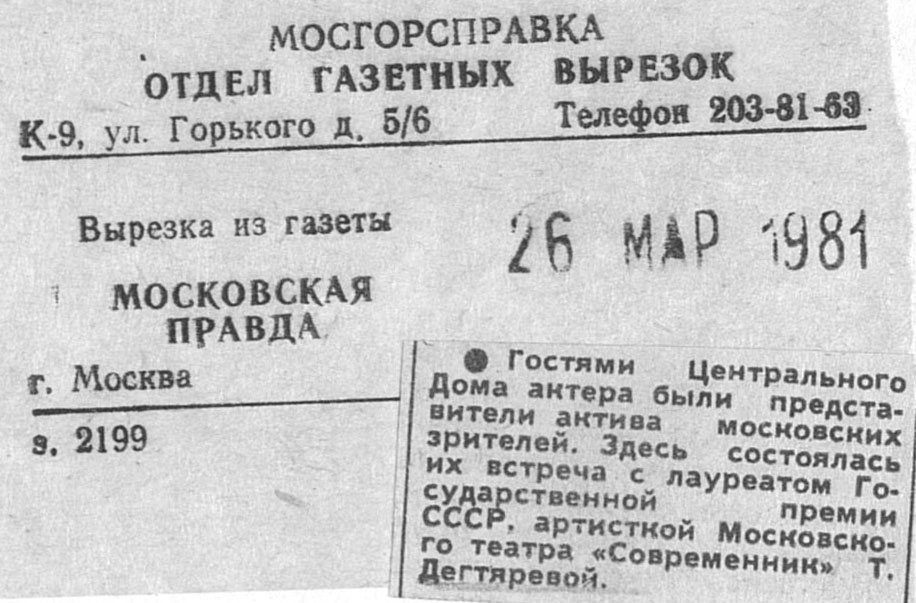 МОСГОРСПРАВКА
ОТДЕЛ ГАЗЕТНЫХ ВЫРЕЗОК
К-9, ул. Горького д. 5/6 Телефон 203-81-63
Вырезка из газеты
МОСКОВСКАЯ
ПРАВДА
г. Москва
з. 2199
26 МАР 1981
● Гостями Центрального
Дома актера были предста-
вители актива московских
зрителей. Здесь состоялась
их встреча с лауреатом Го-
сударственной премии
СССР, артисткой Московско-
го театра «Современник» Т.
Дегтяревой.